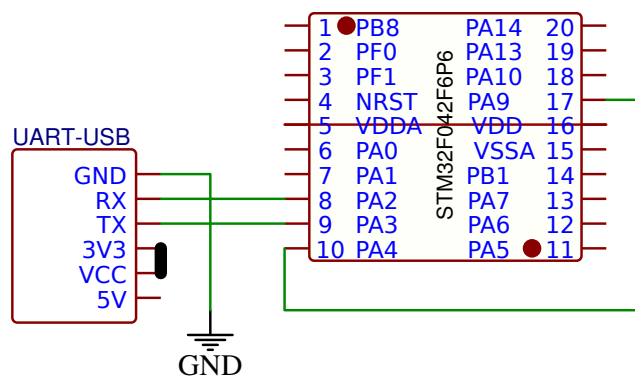 1 PB8 PA14 20
2 PF0 PA13 19
3 PF1 PA10 18
4 NRST PA9 17
5 VDDA VDD 16
6 PA0 VSSA 15
7 PA1 PB1 14
8 PA2 PA7 13
9 PA3 PA6 12
10 PA4 PA5 11
STM32F042F6P6
UART-USB
GND
RX
TX
3V3
VCC
5V
GND